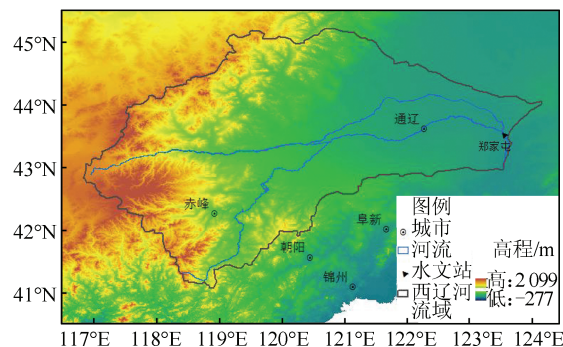 45°N
44°N
43°N
42°N
41°N
通辽
郑家屯
赤峰
阜新
朝阳
锦州
图例
城市
河流
水文站
西辽河
流域
高程/m
高:2 099
低:-277
117°E 118°E 119°E 120°E 121°E 122°E 123°E 124°E